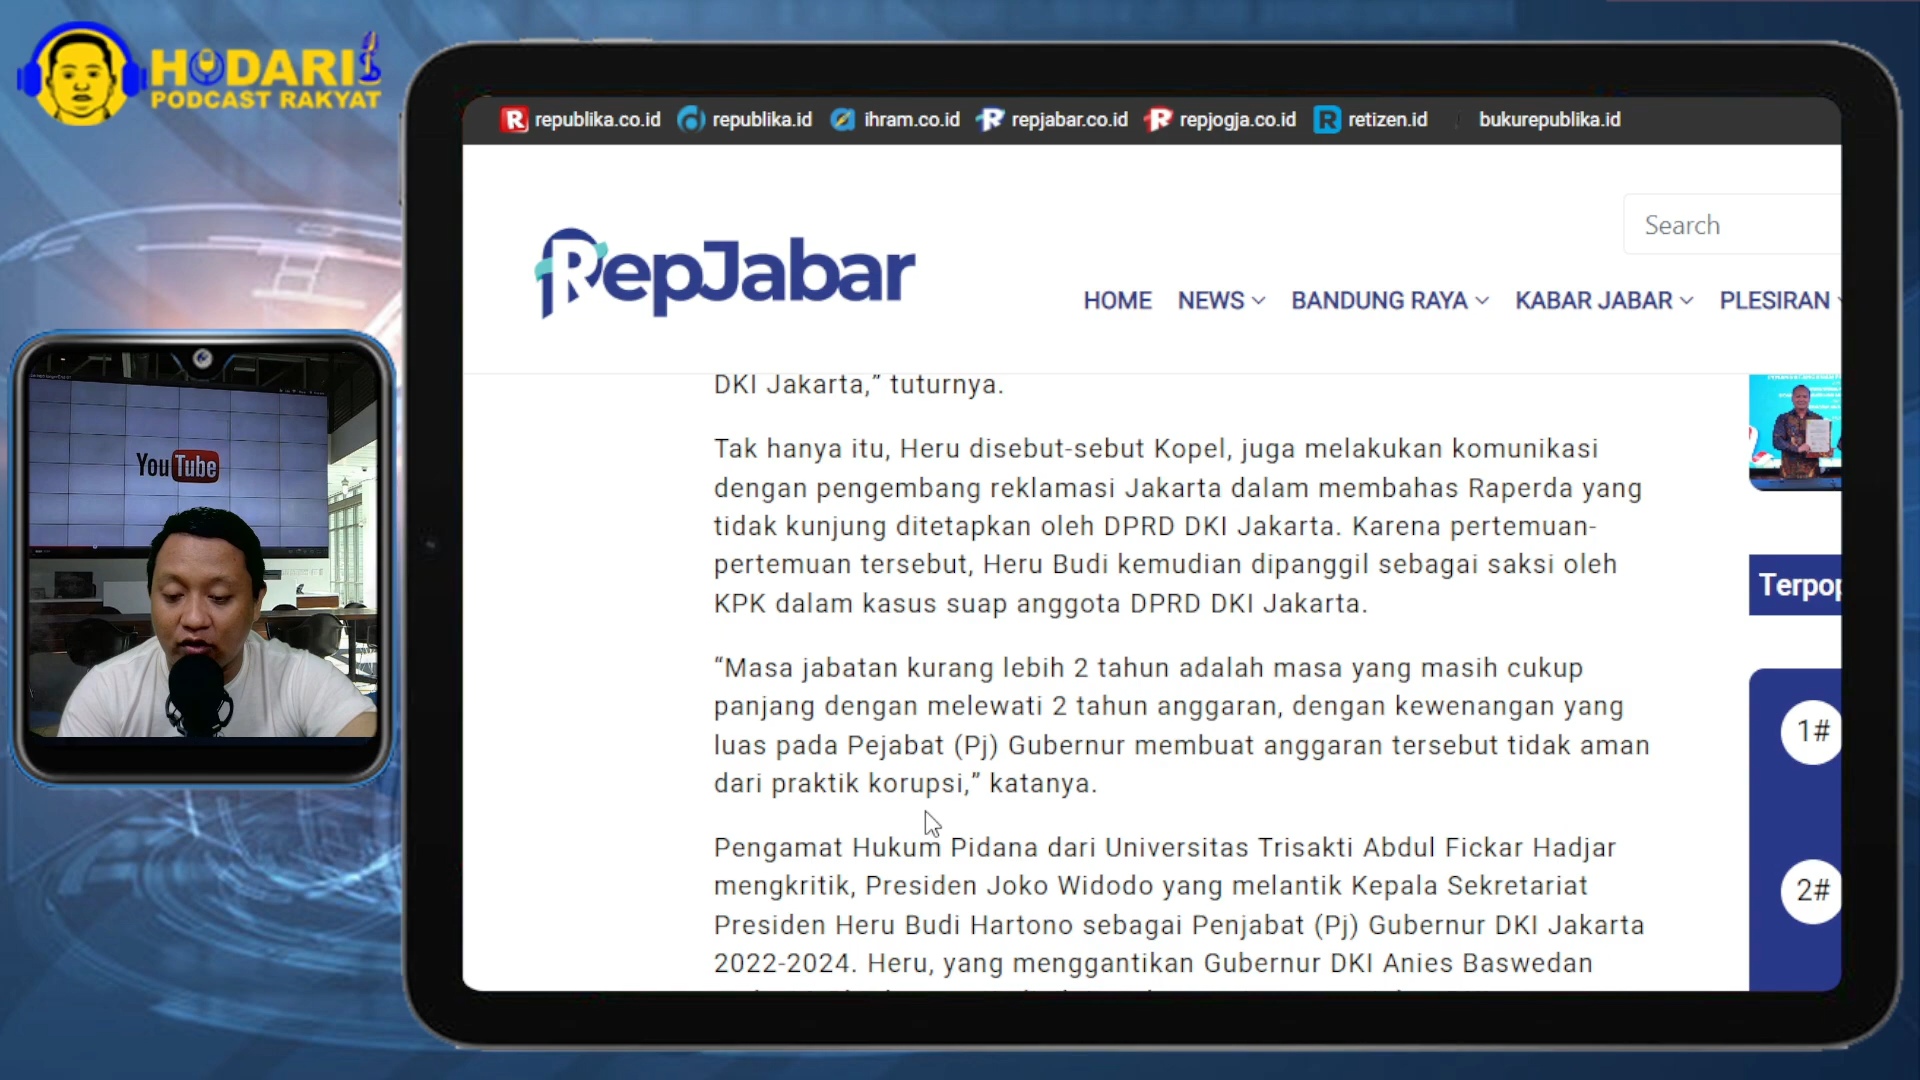 HODARI
PODCAST RAKYAT
republika.co.id republika.id ihram.co.id repjabar.co.id repjogja.co.id retizen.id bukurepublika.id
Search
RepJabar
HOME NEWS BANDUNG RAYA KABAR JABAR PLESIRAN
DKI Jakarta,” tuturnya.
Tak hanya itu, Heru disebut-sebut Kopel, juga melakukan komunikasi
dengan pengembang reklamasi Jakarta dalam membahas Raperda yang
tidak kunjung ditetapkan oleh DPRD DKI Jakarta. Karena pertemuan-
pertemuan tersebut, Heru Budi kemudian dipanggil sebagai saksi oleh
KPK dalam kasus suap anggota DPRD DKI Jakarta.
“Masa jabatan kurang lebih 2 tahun adalah masa yang masih cukup
panjang dengan melewati 2 tahun anggaran, dengan kewenangan yang
luas pada Pejabat (Pj) Gubernur membuat anggaran tersebut tidak aman
dari praktik korupsi,” katanya.
Pengamat Hukum Pidana dari Universitas Trisakti Abdul Fickar Hadjar
mengkritik, Presiden Joko Widodo yang melantik Kepala Sekretariat
Presiden Heru Budi Hartono sebagai Penjabat (Pj) Gubernur DKI Jakarta
2022-2024. Heru, yang menggantikan Gubernur DKI Anies Baswedan
Terpop
1#
2#
YouTube